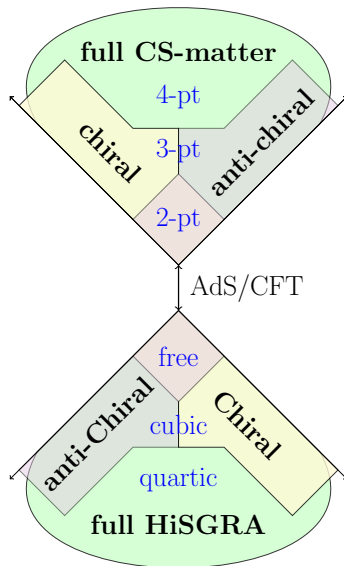 full CS-matter
4-pt
chiral
3-pt
anti-chiral
2-pt
AdS/CFT
free
anti-Chiral
cubic
Chiral
quartic
full HiSGRA